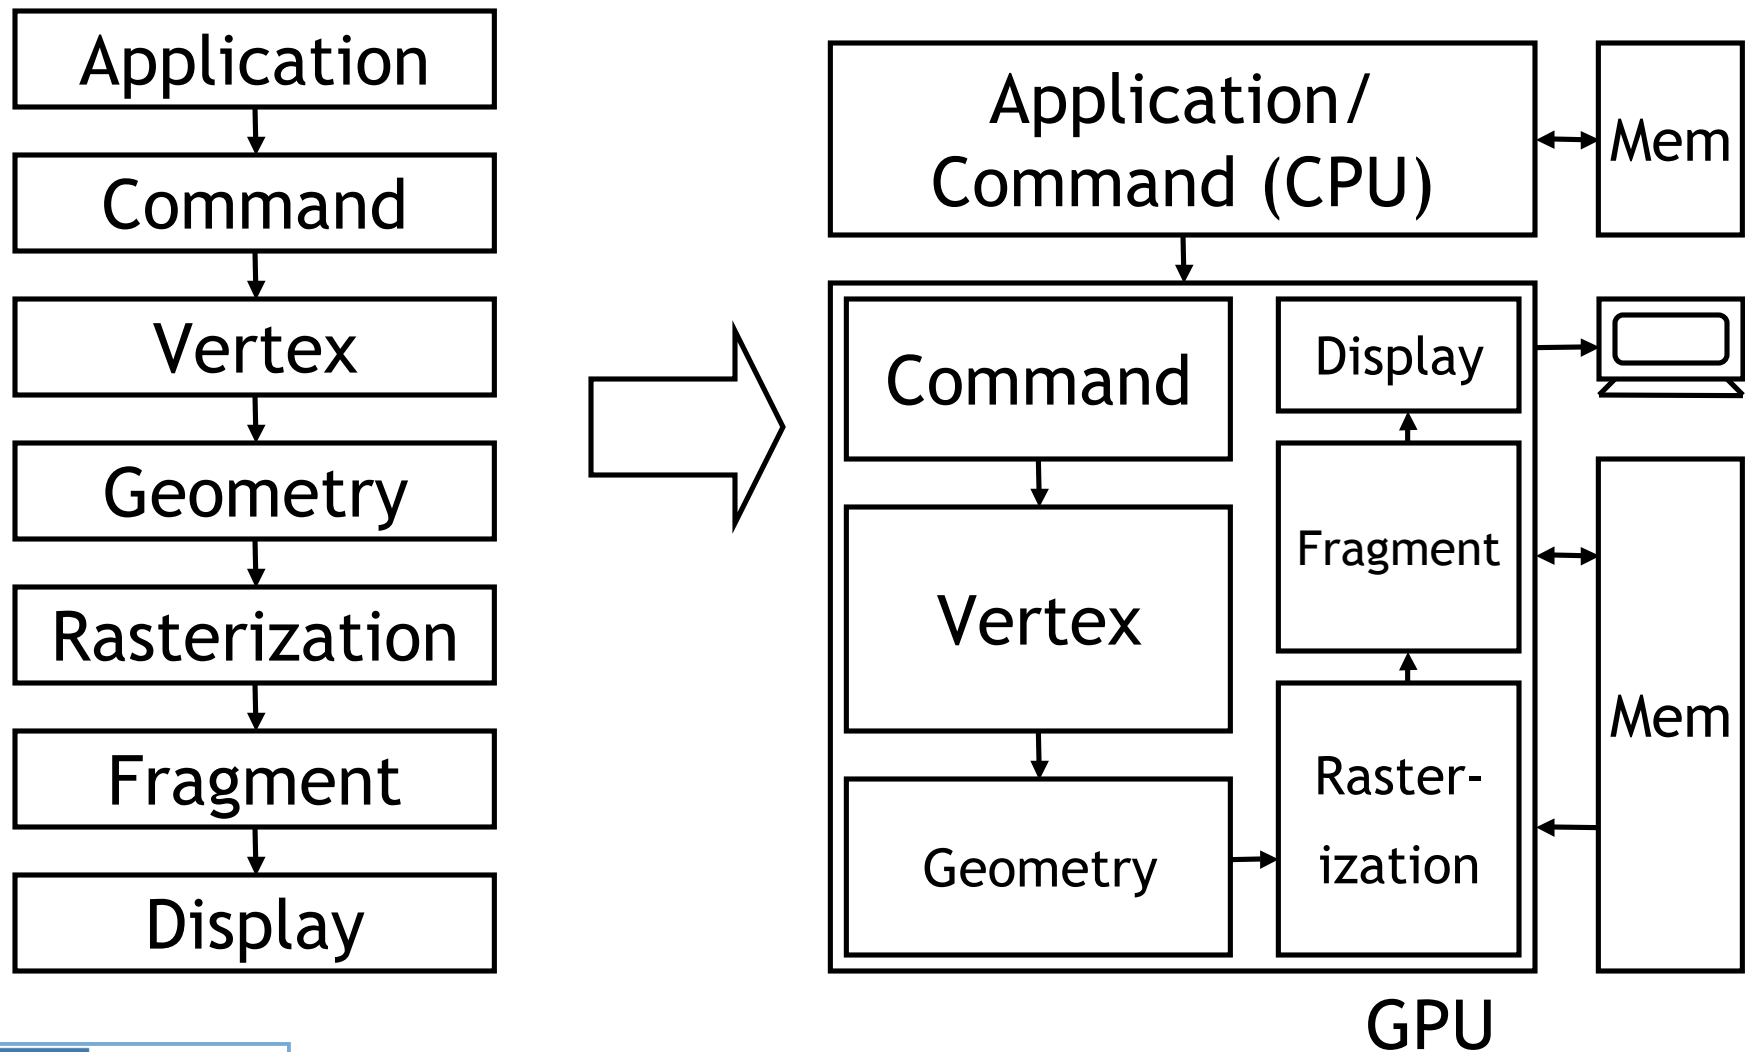 Application
Command
Vertex
Geometry
Rasterization
Fragment
Display
Application/
Command (CPU)
Mem
Command
Vertex
Geometry
Raster-
ization
Fragment
Display
Mem
GPU